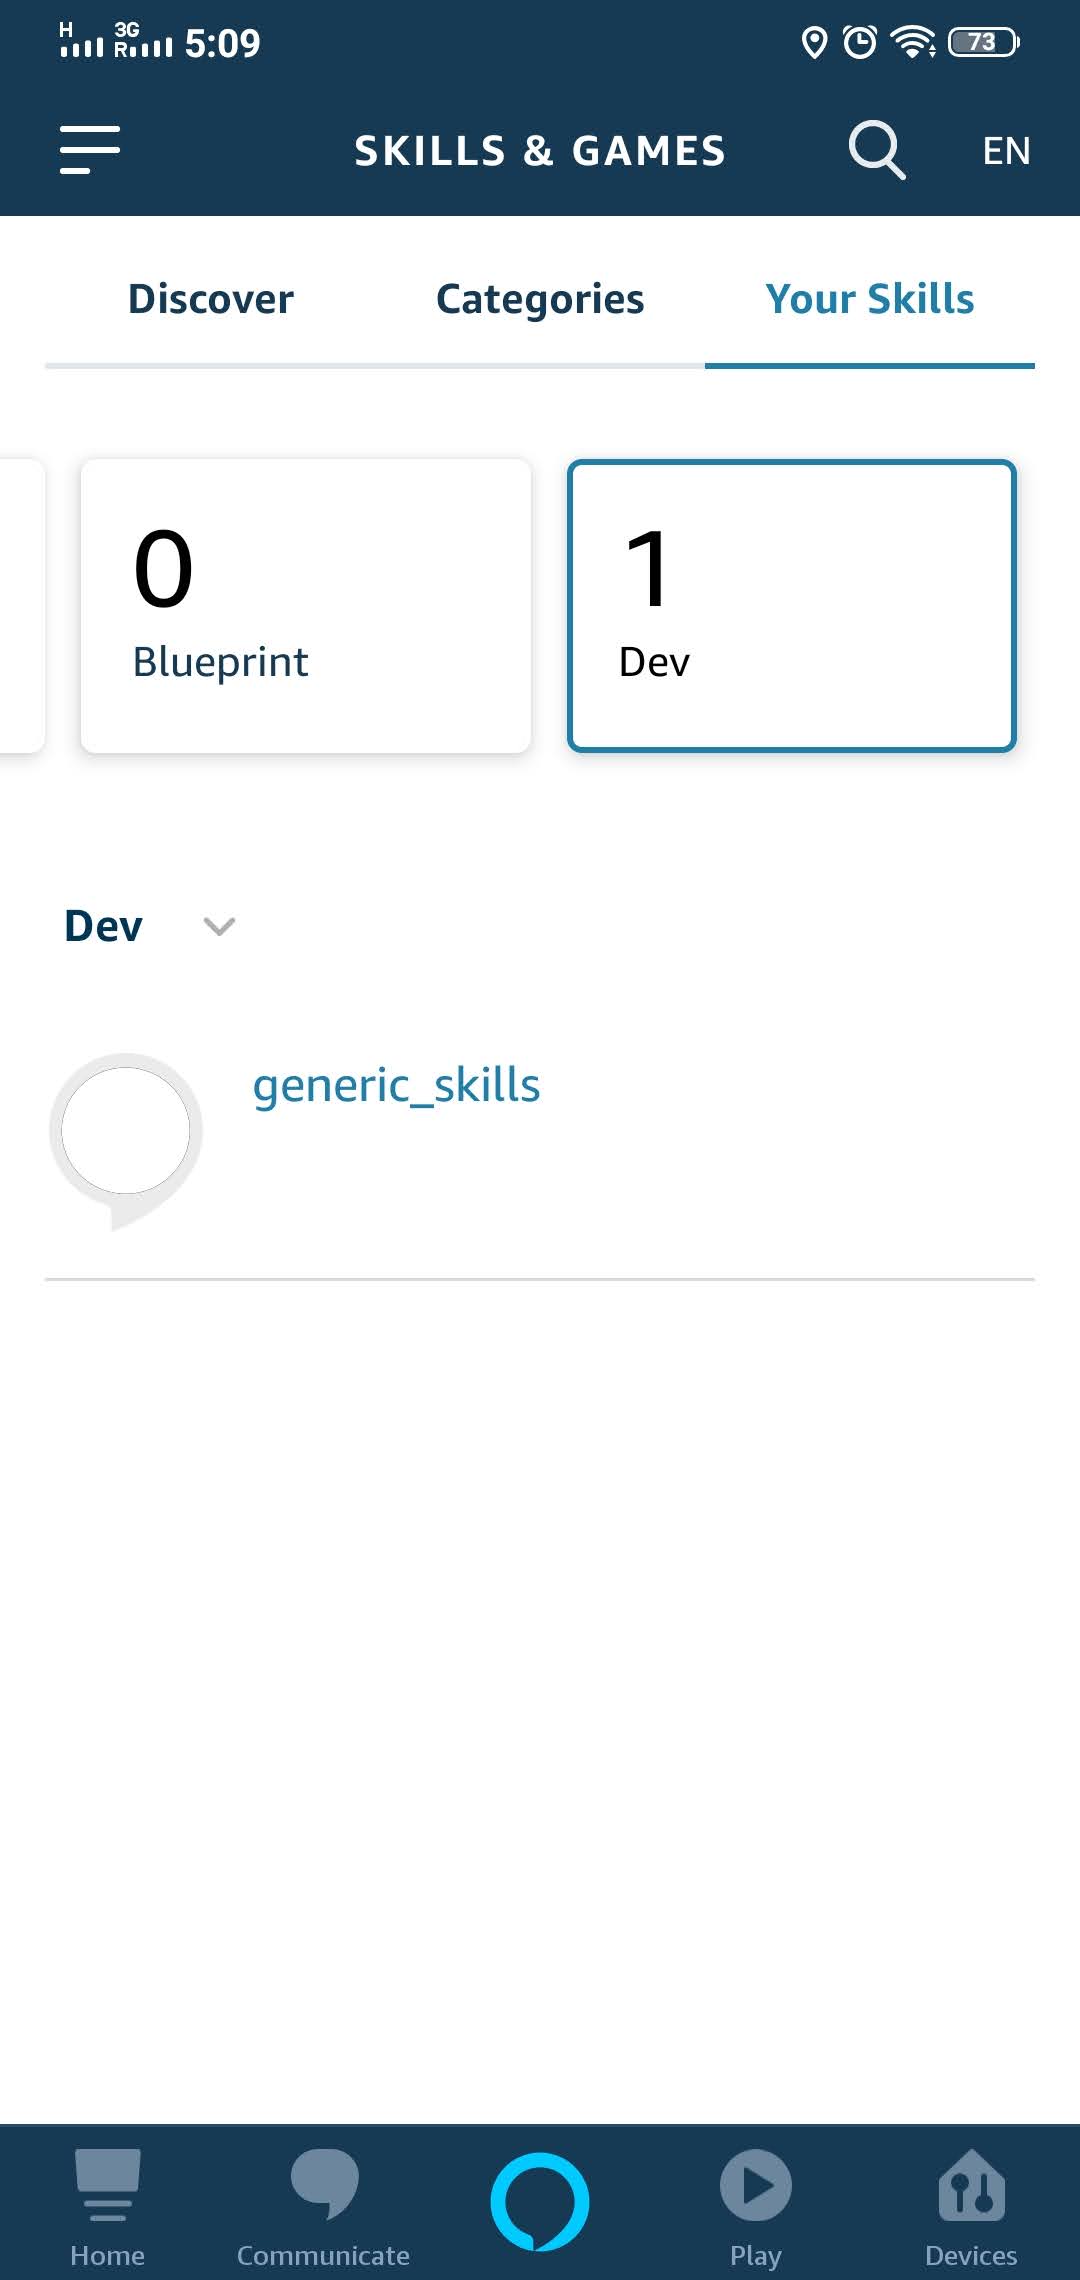 H 3G R 5:09 73
SKILLS & GAMES EN
Discover Categories Your Skills
0 1
Blueprint Dev
Dev
generic_skills
Home Communicate Play Devices